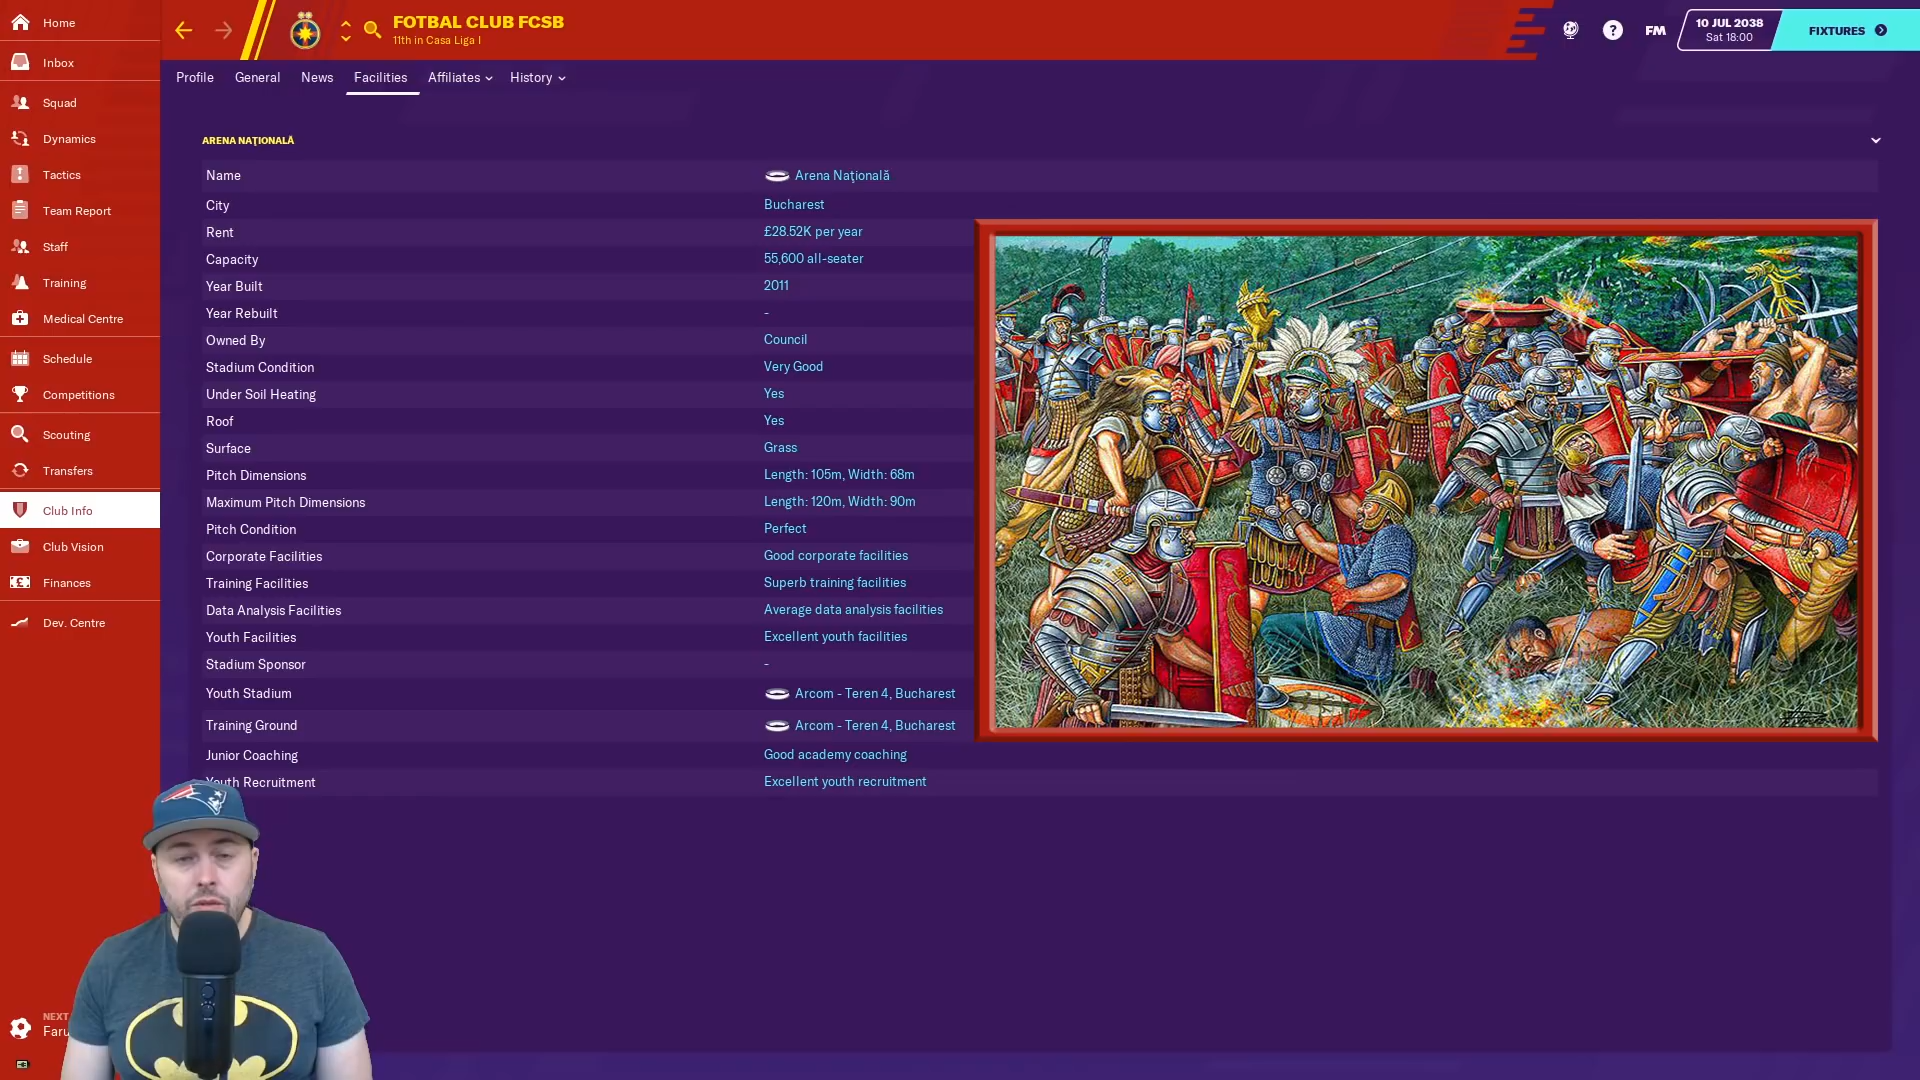 Home
Inbox
Squad
Dynamics
Tactics
Team Report
Staff
Training
Medical Centre
Schedule
Competitions
Scouting
Transfers
Club Info
Club Vision
Finances
Dev. Centre
NEXT
Faru
FOTBAL CLUB FCSB
11th in Casa Liga I
?
FM
10 JUL 2038
Sat 18:00
FIXTURES
Profile General News Facilities Affiliates History
ARENA NAŢIONALĂ
Name Arena Naţională
City Bucharest
Rent £28.52K per year
Capacity 55,600 all-seater
Year Built 2011
Year Rebuilt -
Owned By Council
Stadium Condition Very Good
Under Soil Heating Yes
Roof Yes
Surface Grass
Pitch Dimensions Length: 105m, Width: 68m
Maximum Pitch Dimensions Length: 120m, Width: 90m
Pitch Condition Perfect
Corporate Facilities Good corporate facilities
Training Facilities Superb training facilities
Data Analysis Facilities Average data analysis facilities
Youth Facilities Excellent youth facilities
Stadium Sponsor -
Youth Stadium Arcom - Teren 4, Bucharest
Training Ground Arcom - Teren 4, Bucharest
Junior Coaching Good academy coaching
Youth Recruitment Excellent youth recruitment